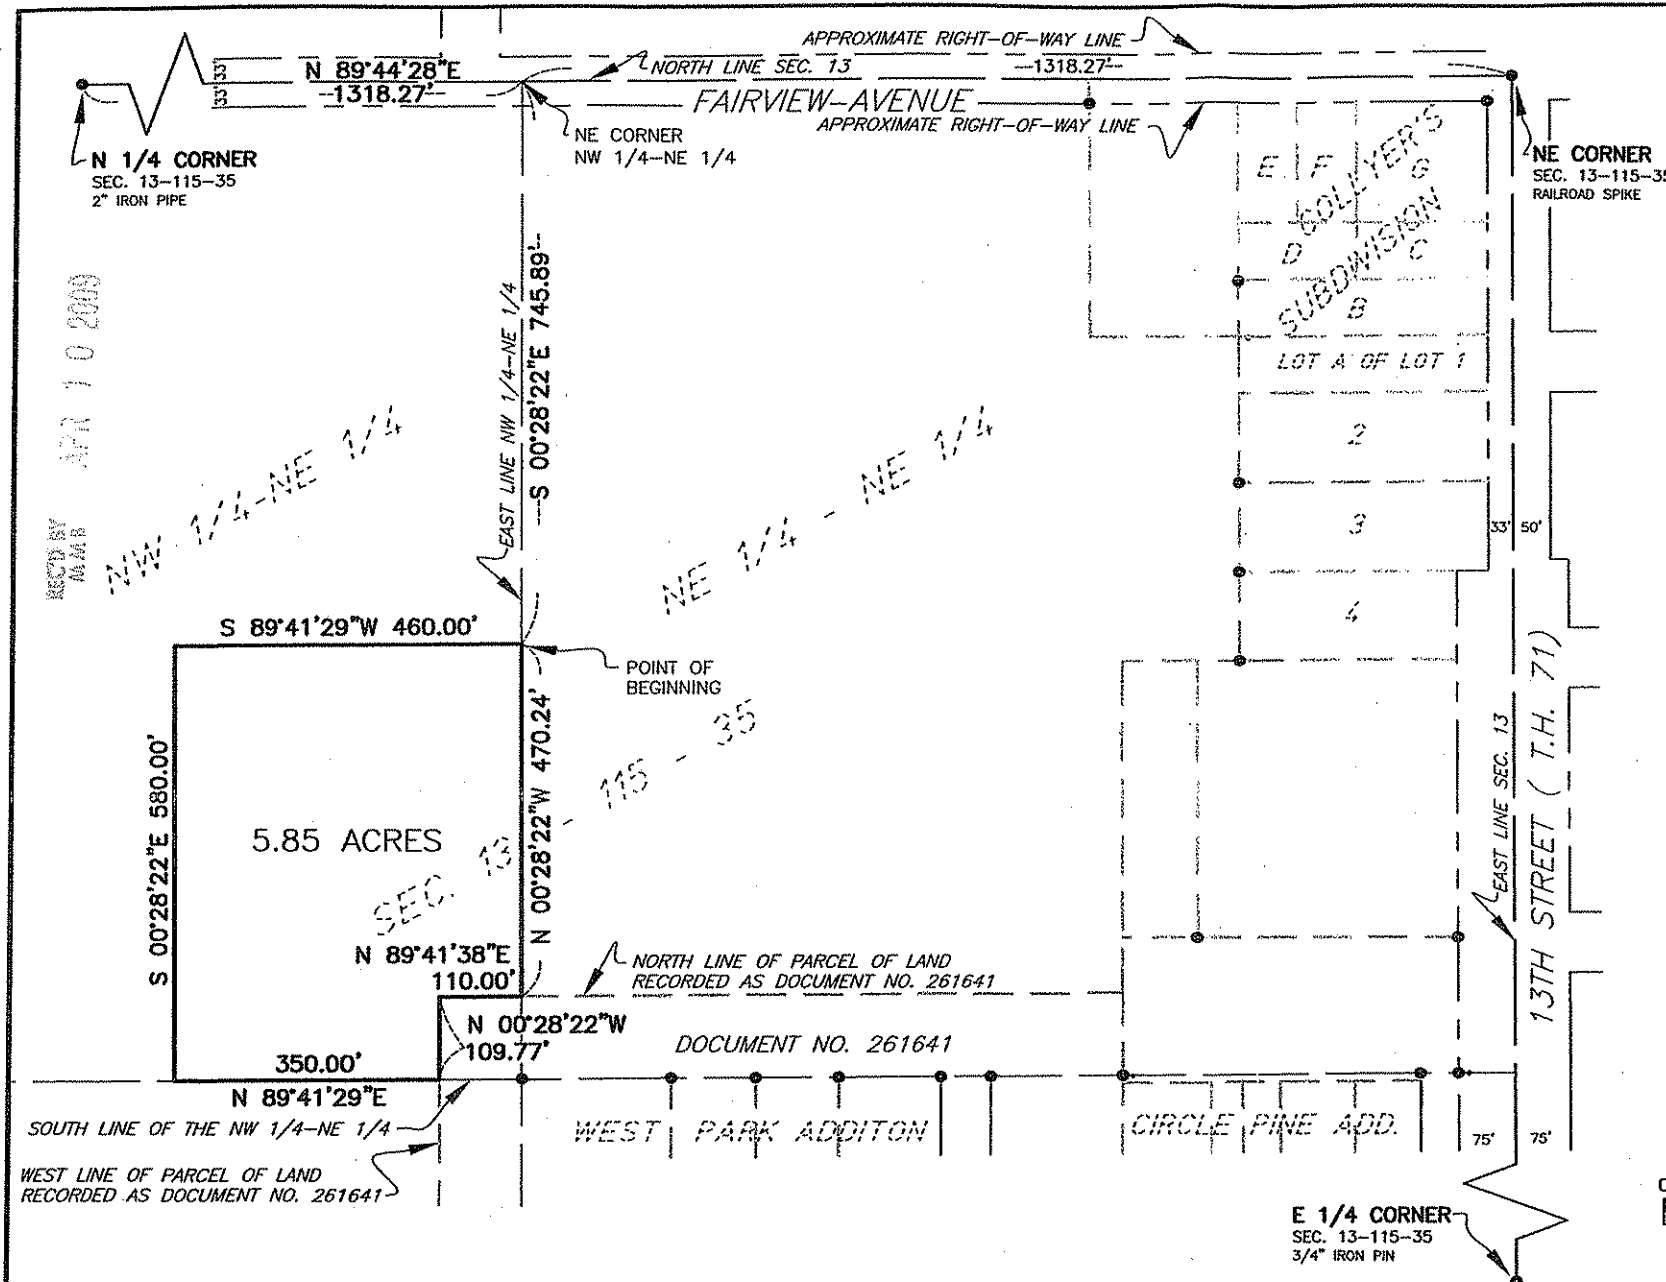 APPROXIMATE RIGHT-OF-WAY LINE
N 89°44'28"E
--1318.27'--
33'
33'
NORTH LINE SEC. 13
--1318.27'--
FAIRVIEW-AVENUE
APPROXIMATE RIGHT-OF-WAY LINE
N 1/4 CORNER
SEC. 13-115-35
2" IRON PIPE
NE CORNER
NW 1/4-NE 1/4
NE CORNER
SEC. 13-115-35
RAILROAD SPIKE
COLLYER'S
SUBDWISION
E
F
G
D
C
B
LOT A OF LOT 1
2
3
4
33'
50'
APR 10 2009
REC'D BY
M.M.B
NW 1/4-NE 1/4
EAST LINE NW 1/4-NE 1/4
--S 00°28'22"E 745.89'--
NE 1/4 - NE 1/4
S 89°41'29"W 460.00'
POINT OF
BEGINNING
S 00°28'22"E 580.00'
5.85 ACRES
N 00°28'22"W 470.24'
SEC. 13 - 115 - 35
N 89°41'38"E
110.00'
NORTH LINE OF PARCEL OF LAND
RECORDED AS DOCUMENT NO. 261641
N 00°28'22"W
109.77'
DOCUMENT NO. 261641
350.00'
N 89°41'29"E
SOUTH LINE OF THE NW 1/4-NE 1/4
WEST LINE OF PARCEL OF LAND
RECORDED AS DOCUMENT NO. 261641
WEST PARK ADDITON
CIRCLE PINE ADD.
75'
75'
EAST LINE SEC. 13
13TH STREET ( T.H. 71)
E 1/4 CORNER
SEC. 13-115-35
3/4" IRON PIN